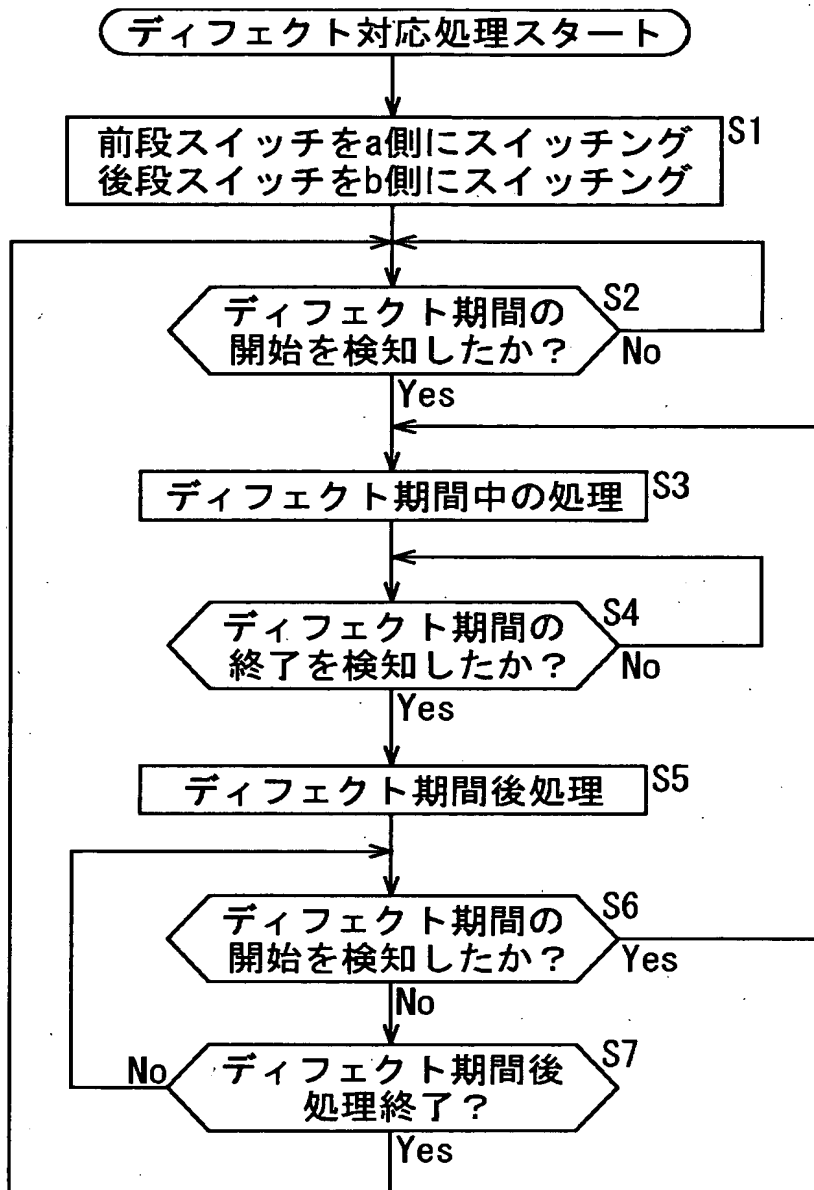 ディフェクト対応処理スタート
前段スイッチをa側にスイッチング
後段スイッチをb側にスイッチング
S1
ディフェクト期間の
開始を検知したか？
S2
No
Yes
ディフェクト期間中の処理
S3
ディフェクト期間の
終了を検知したか？
S4
No
Yes
ディフェクト期間後処理
S5
ディフェクト期間の
開始を検知したか？
S6
Yes
No
ディフェクト期間後
処理終了？
S7
No
Yes